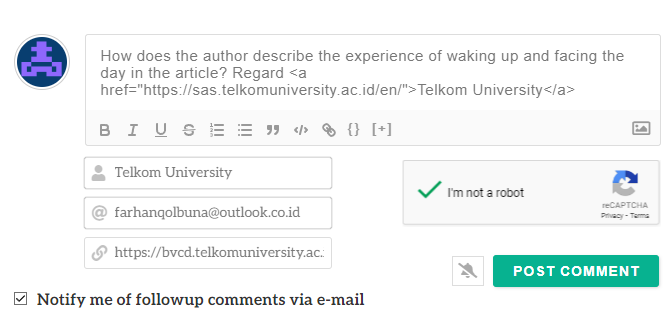 How does the author describe the experience of waking up and facing the
day in the article? Regard <a
href="https://sas.telkomuniversity.ac.id/en/">Telkom University</a>
B I U S </> {} [+]
Telkom University
I'm not a robot
reCAPTCHA
Privacy - Terms
@ farhanqolbuna@outlook.co.id
https://bvcd.telkomuniversity.ac.
POST COMMENT
Notify me of followup comments via e-mail